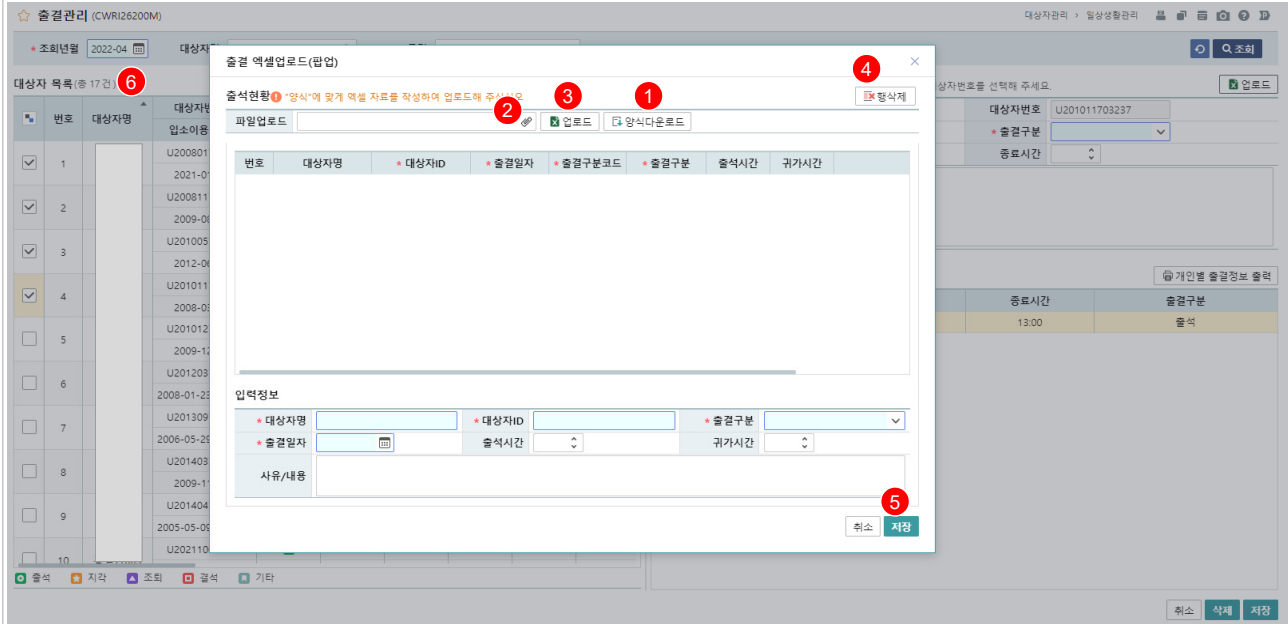 출결관리 (CWRI26200M)
대상자관리 > 일상생활관리
* 조회년월 2022-04
조회
대상자 목록(총 17건) 6
상자번호를 선택해 주세요.
업로드
번호 대상자명
입소이용
대상자번호 U201011703237
* 출결구분
종료시간
1 U200801
2021-0
2 U200811
2009-08
3 U201005
2012-06
4 U201011
2008-03
5 U201012
2009-12
6 U201203
2008-01-23
7 U201309
2006-05-29
8 U201403
2009-1
9 U201404
2005-05-09
10 U202110
출석 지각 조퇴 결석 기타
출결 엑셀업로드(팝업)
4
출석현황 "양식"에 맞게 엑셀 자료를 작성하여 업로드해 주십시오
행삭제
2 3 1
파일업로드 업로드 양식다운로드
번호 대상자명 * 대상자ID * 출결일자 * 출결구분코드 * 출결구분 출석시간 귀가시간
입력정보
* 대상자명 * 대상자ID * 출결구분
* 출결일자 출석시간 귀가시간
사유/내용
5
취소 저장
개인별 출결정보 출력
종료시간 출결구분
13:00 출석
취소 삭제 저장